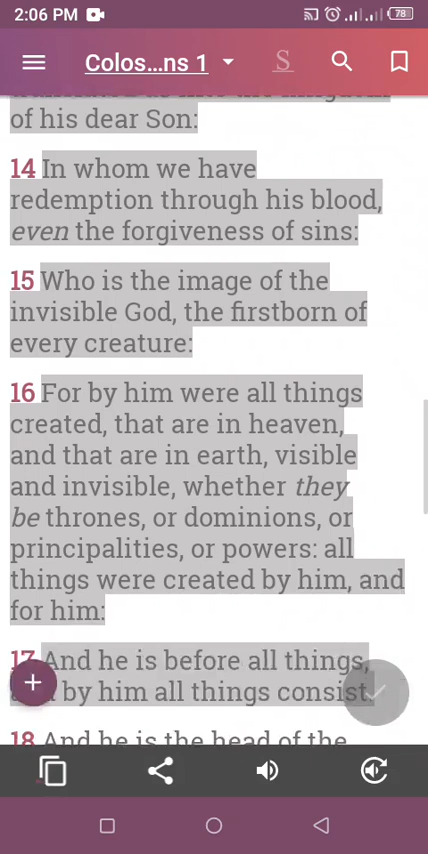 2:06 PM 78
Colos...ns 1 S
of his dear Son:
14 In whom we have
redemption through his blood,
even the forgiveness of sins:
15 Who is the image of the
invisible God, the firstborn of
every creature:
16 For by him were all things
created, that are in heaven,
and that are in earth, visible
and invisible, whether they
be thrones, or dominions, or
principalities, or powers: all
things were created by him, and
for him:
17 And he is before all things,
by him all things consist.
18 And he is the head of the